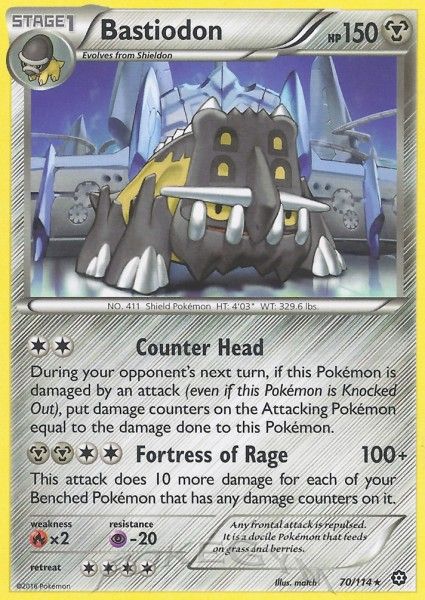 STAGE1
Bastiodon
HP 150
Evolves from Shieldon
NO. 411 Shield Pokémon HT: 4'03" WT: 329.6 lbs.
Counter Head
During your opponent's next turn, if this Pokémon is
damaged by an attack (even if this Pokémon is Knocked
Out), put damage counters on the Attacking Pokémon
equal to the damage done to this Pokémon.
Fortress of Rage 100+
This attack does 10 more damage for each of your
Benched Pokémon that has any damage counters on it.
weakness resistance
×2 -20
retreat
Any frontal attack is repulsed.
It is a docile Pokémon that feeds
on grass and berries.
©2016 Pokémon
Illus. match
70/114 ★